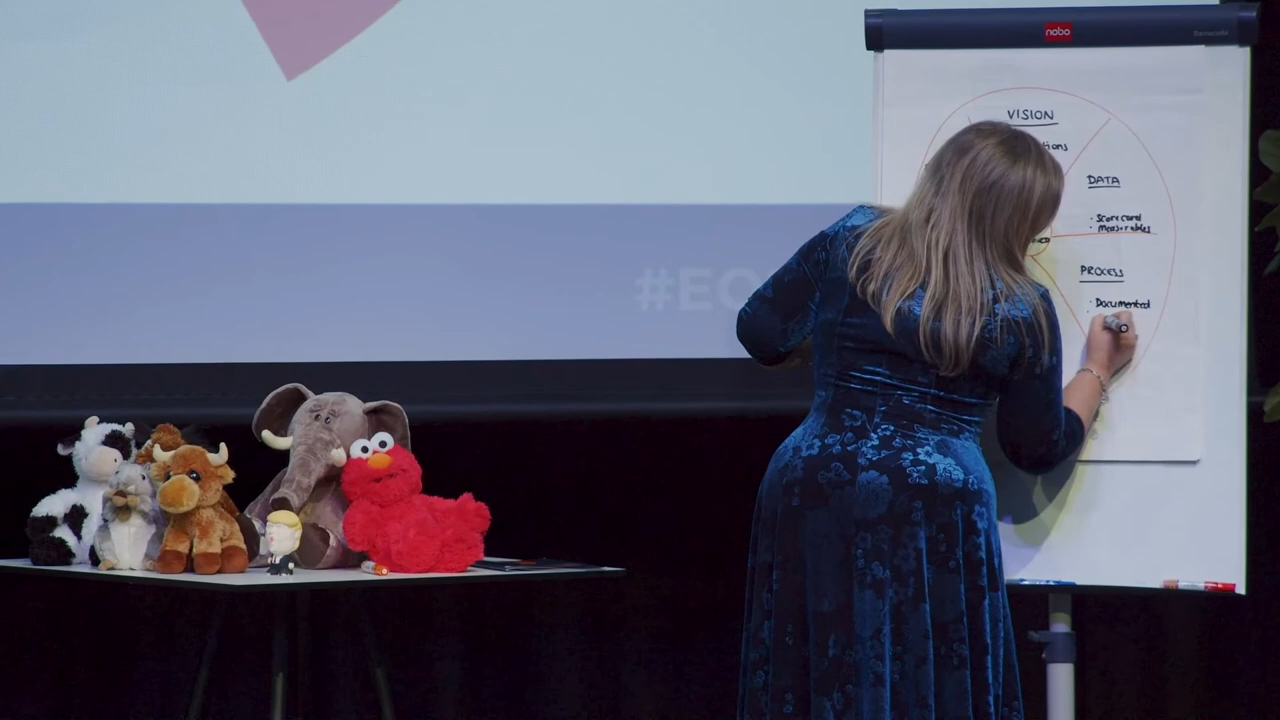 nobo
VISION
DATA
· Scorecard
· Measurables
PROCESS
· Documented
#EO